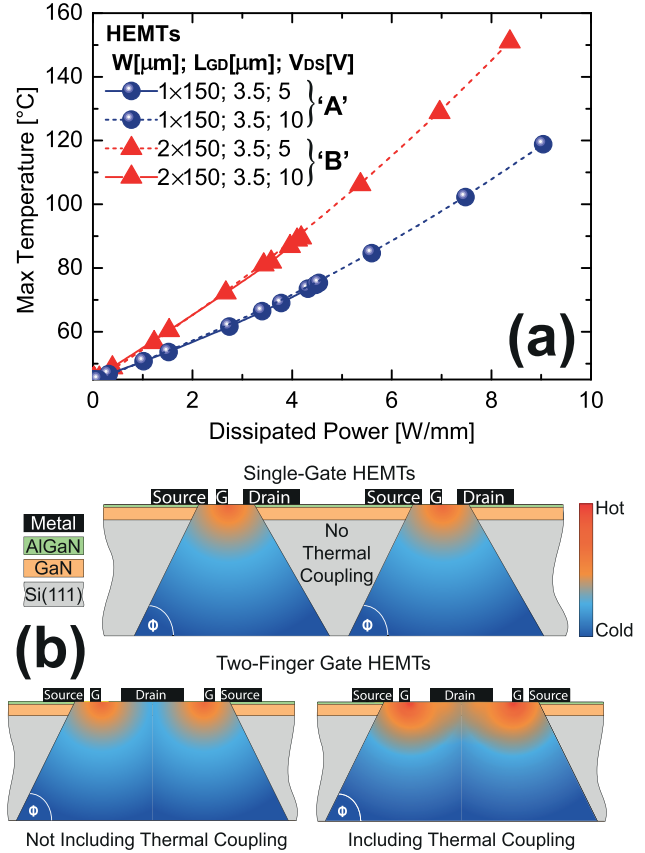 160
140
120
100
80
60
Max Temperature [°C]
HEMTs
W[μm]; LGD[μm]; VDS[V]
1×150; 3.5; 5
1×150; 3.5; 10
'A'
2×150; 3.5; 5
2×150; 3.5; 10
'B'
(a)
0 2 4 6 8 10
Dissipated Power [W/mm]
Single-Gate HEMTs
Source G Drain Source G Drain
Metal
AlGaN
GaN
Si(111)
No
Thermal
Coupling
Hot
Cold
Φ Φ
(b)
Two-Finger Gate HEMTs
Source G Drain G Source Source G Drain G Source
Φ Φ
Not Including Thermal Coupling Including Thermal Coupling